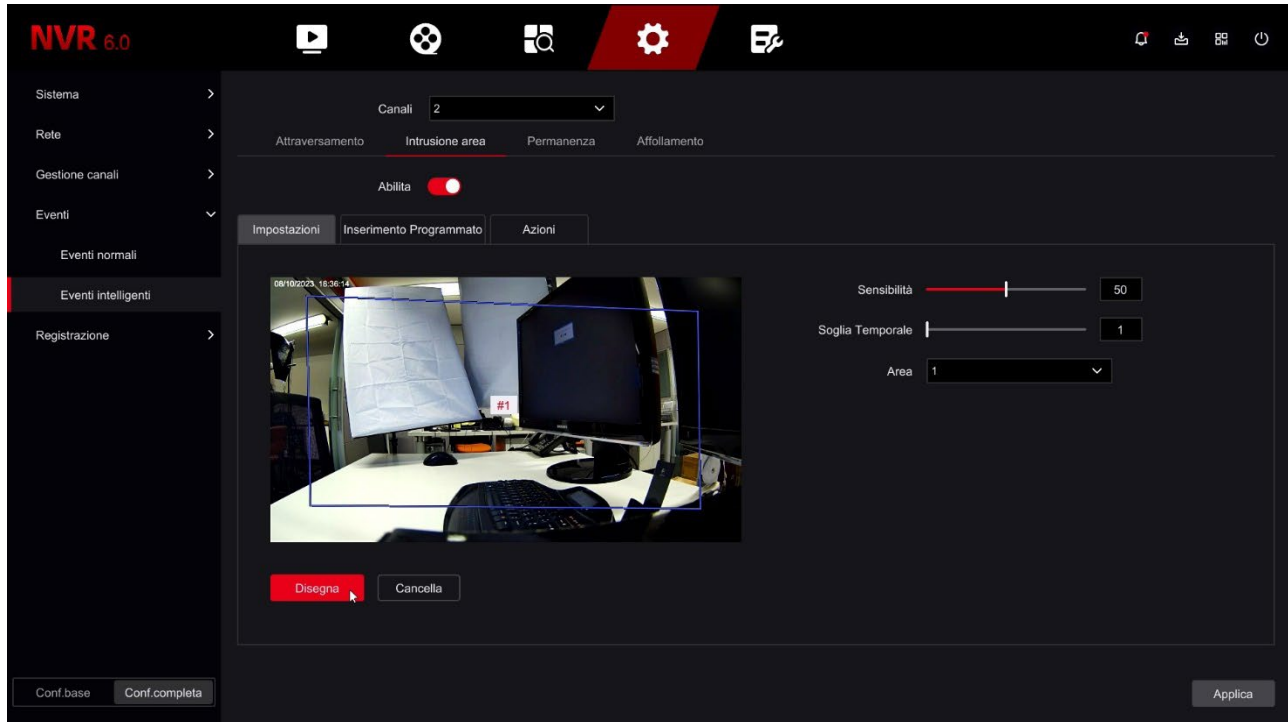 NVR 6.0
Sistema
Rete
Gestione canali
Eventi
Eventi normali
Eventi intelligenti
Registrazione
Conf.base Conf.completa
Canali 2
Attraversamento Intrusione area Permanenza Affollamento
Abilita
Impostazioni Inserimento Programmato Azioni
08/10/2023 16:36:14
#1
Sensibilità 50
Soglia Temporale 1
Area 1
Disegna Cancella
Applica